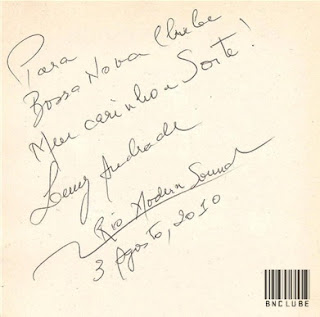 Para
Bossa Nova Clube
Meu carinho e Sorte!
Leny Andrade
Rio Modern Sound
3 Agosto, 2010
BNCLUBE